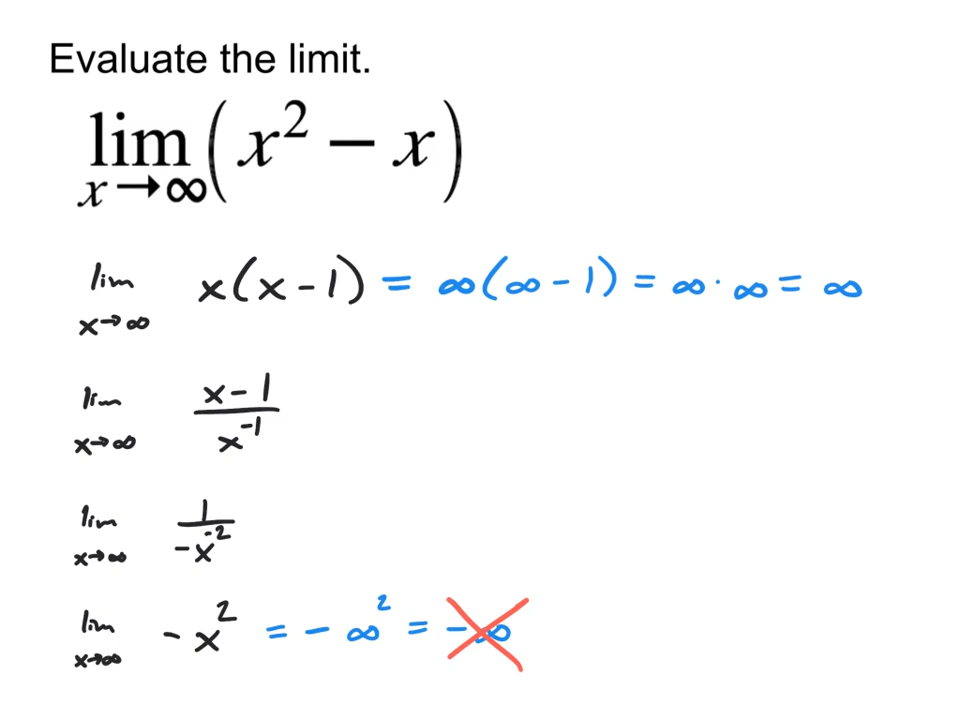 Evaluate the limit.
lim x→∞ (x² − x)
lim x→∞ x(x − 1) = ∞(∞ − 1) = ∞ · ∞ = ∞
lim x→∞ (x − 1)/(x⁻¹)
lim x→∞ 1/(−x⁻²)
lim x→∞ −x² = −∞² = −∞